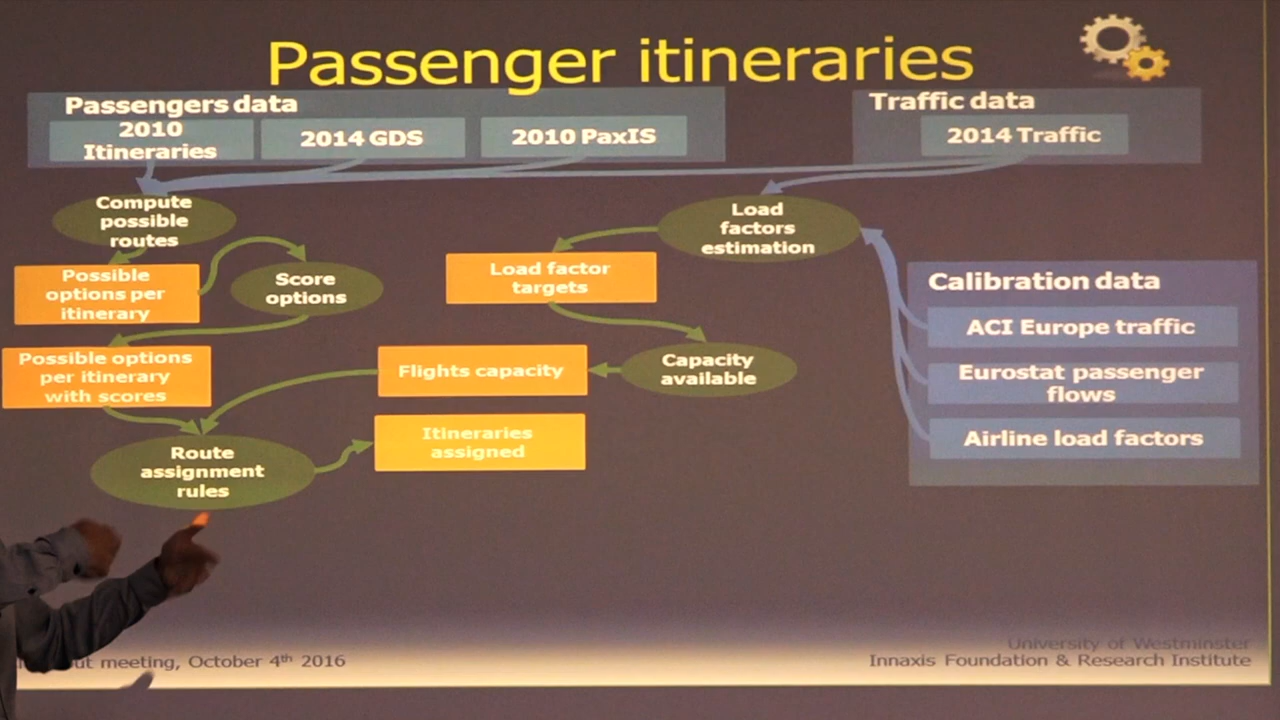 Passenger itineraries
Passengers data
2010
Itineraries
2014 GDS
2010 PaxIS
Traffic data
2014 Traffic
Compute
possible
routes
Load
factors
estimation
Possible
options per
itinerary
Score
options
Load factor
targets
Calibration data
ACI Europe traffic
Eurostat passenger
flows
Airline load factors
Possible options
per itinerary
with scores
Flights capacity
Capacity
available
Route
assignment
rules
Itineraries
assigned
meeting, October 4th 2016
University of Westminster
Innaxis Foundation & Research Institute